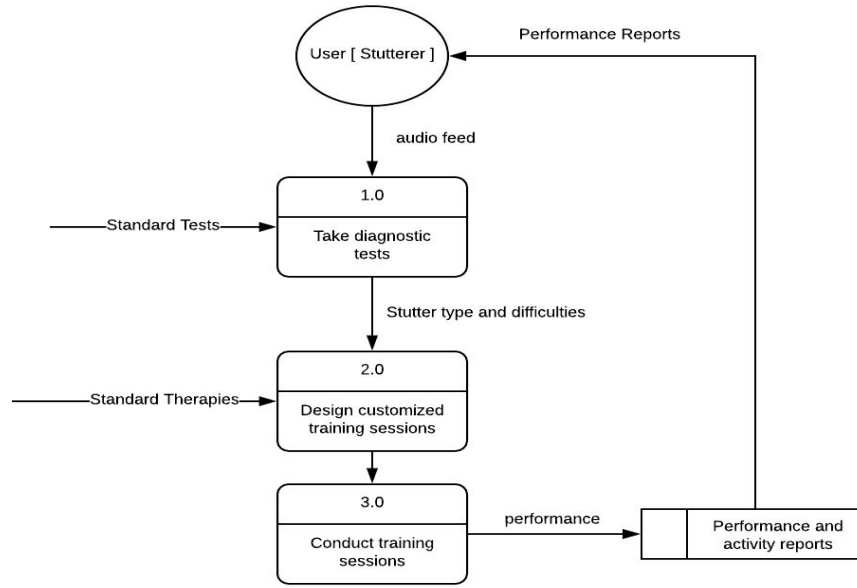 Performance Reports
User [ Stutterer ]
audio feed
1.0
Standard Tests
Take diagnostic
tests
Stutter type and difficulties
2.0
Standard Therapies
Design customized
training sessions
3.0
performance
Conduct training
sessions
Performance and
activity reports